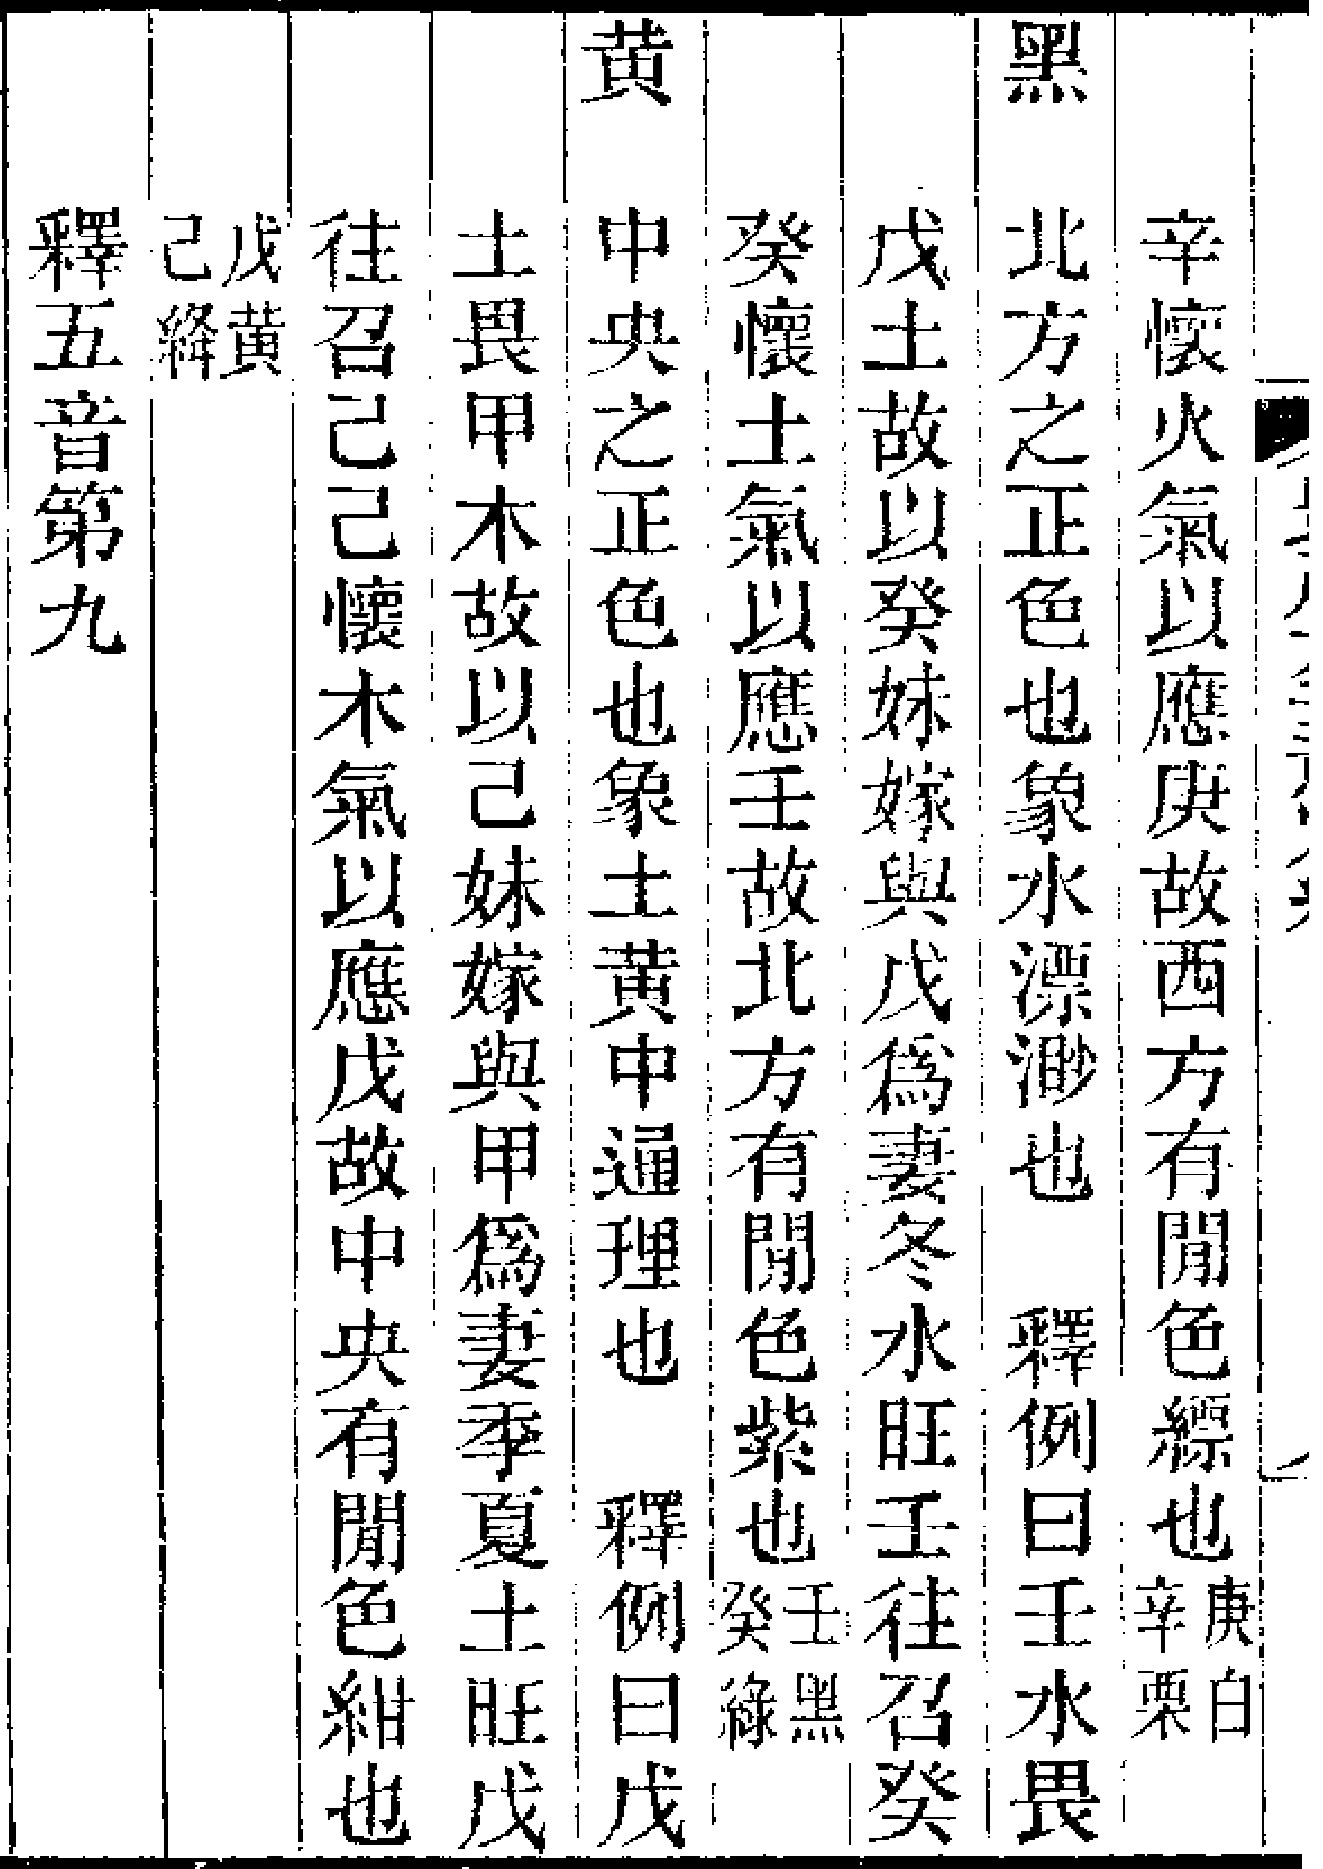 辛懷火氣以應庚故西方有閒色縹也庚白辛栗
黑　北方之正色也象水漂渺也　釋例曰壬水畏
戊土故以癸妹嫁與戊爲妻冬水旺壬往召癸
癸懷土氣以應壬故北方有閒色紫也壬黑癸綠
黃　中央之正色也象土黃中通理也　釋例曰戊
土畏甲木故以己妹嫁與甲爲妻季夏土旺戊
往召己己懷木氣以應戊故中央有閒色紺也
戊黃己絳
釋五音第九